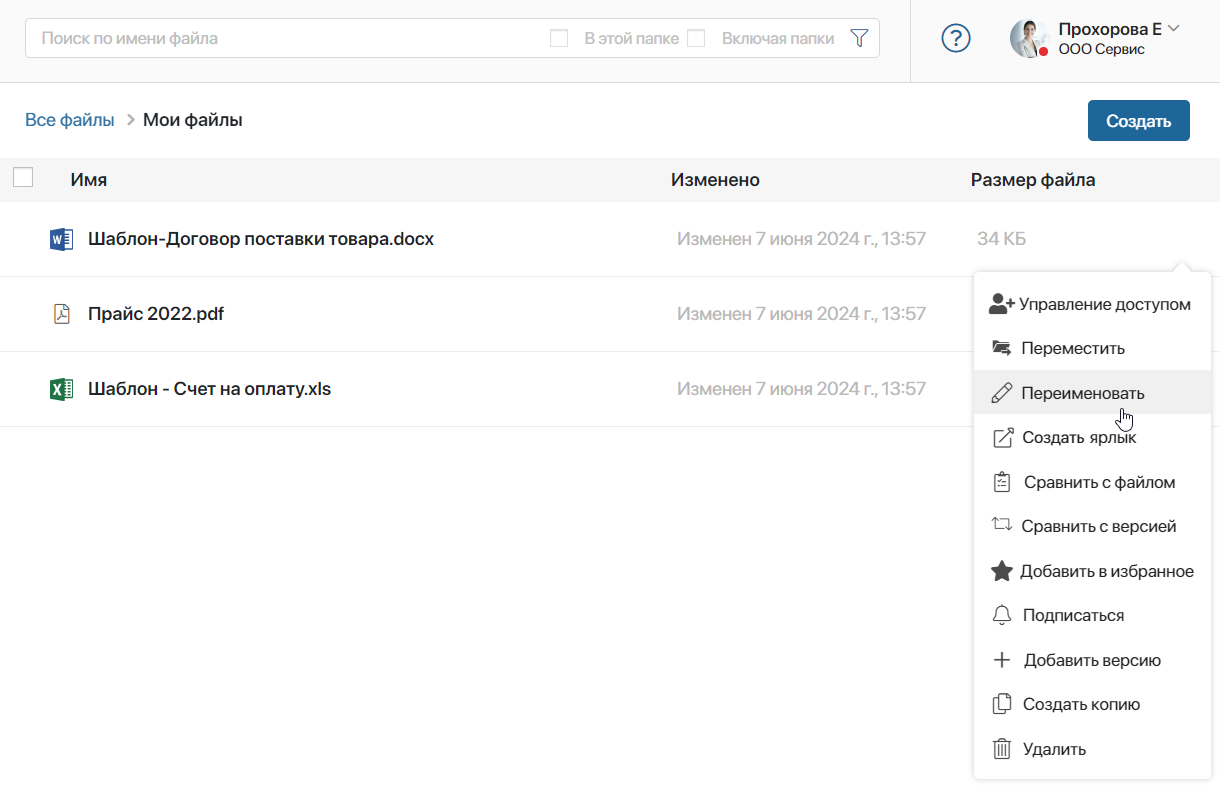 Поиск по имени файла В этой папке Включая папки
?
Прохорова Е
ООО Сервис
Все файлы > Мои файлы
Создать
Имя Изменено Размер файла
Шаблон-Договор поставки товара.docx Изменен 7 июня 2024 г., 13:57 34 КБ
Прайс 2022.pdf Изменен 7 июня 2024 г., 13:57
Шаблон - Счет на оплату.xls Изменен 7 июня 2024 г., 13:57
Управление доступом
Переместить
Переименовать
Создать ярлык
Сравнить с файлом
Сравнить с версией
Добавить в избранное
Подписаться
Добавить версию
Создать копию
Удалить